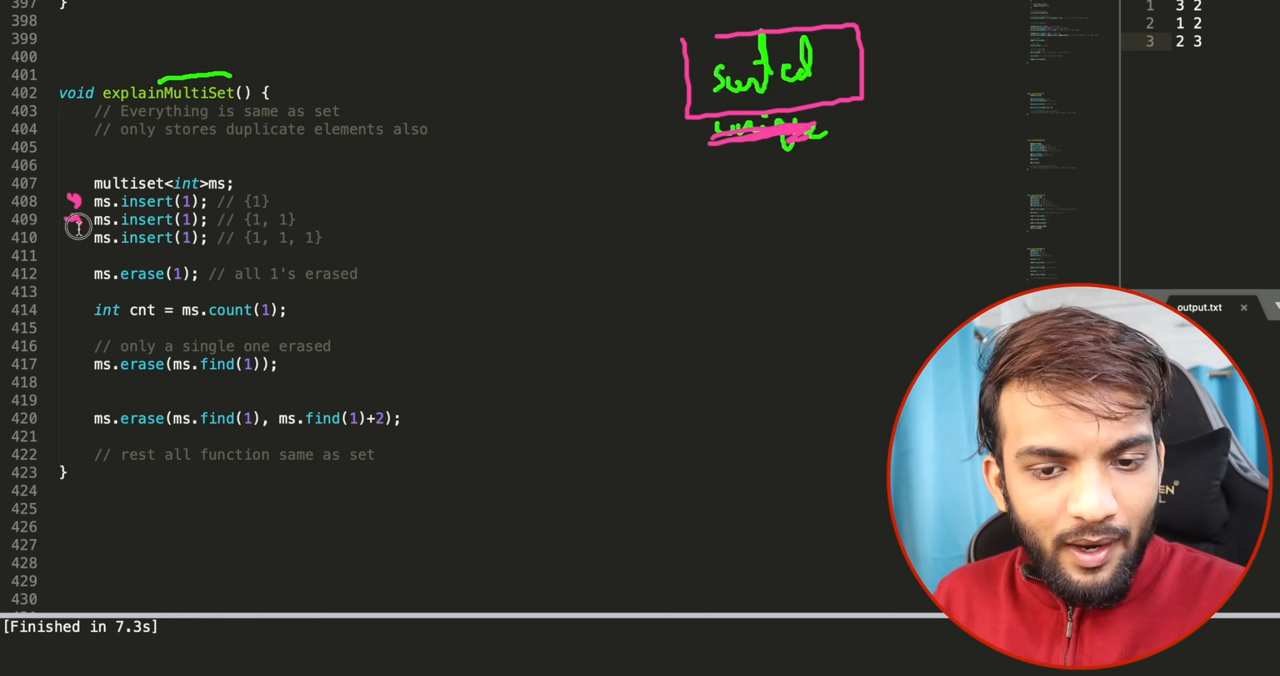 397 }
398
399
400
401
402 void explainMultiSet() {
403 // Everything is same as set
404 // only stores duplicate elements also
405
406
407 multiset<int>ms;
408 ms.insert(1); // {1}
409 ms.insert(1); // {1, 1}
410 ms.insert(1); // {1, 1, 1}
411
412 ms.erase(1); // all 1's erased
413
414 int cnt = ms.count(1);
415
416 // only a single one erased
417 ms.erase(ms.find(1));
418
419
420 ms.erase(ms.find(1), ms.find(1)+2);
421
422 // rest all function same as set
423 }
424
425
426
427
428
429
430
[Finished in 7.3s]
sorted
unique
1 3 2
2 1 2
3 2 3
output.txt